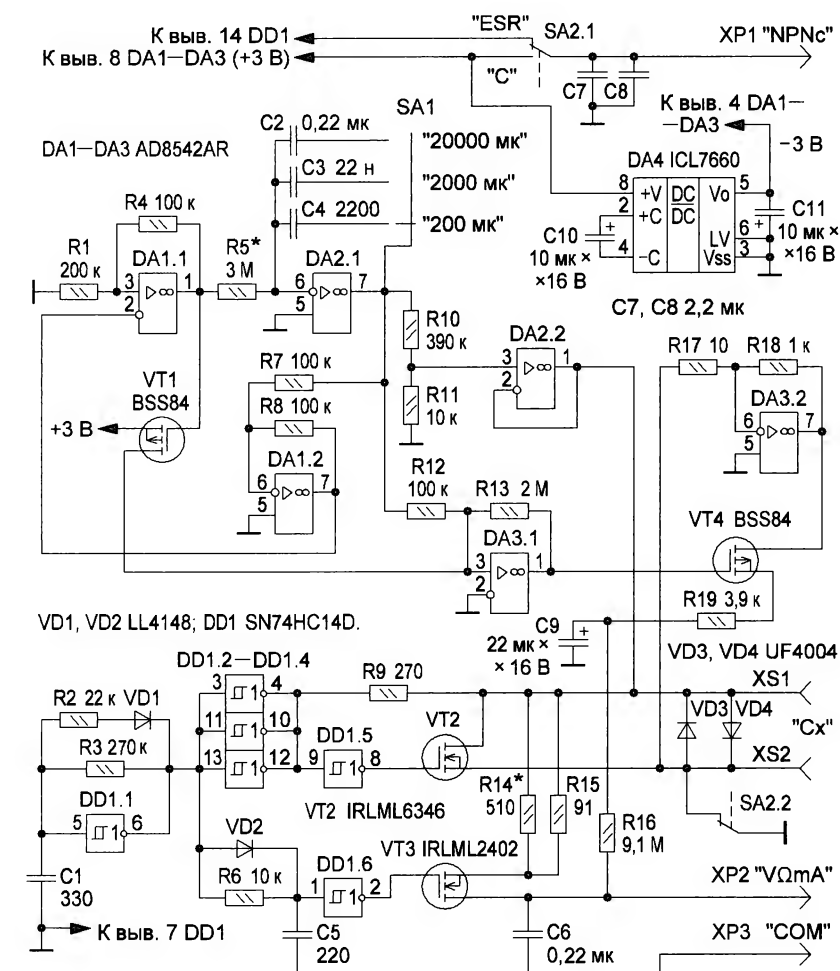 "ESR"
SA2.1
XP1 "NPNc"
К выв. 14 DD1
К выв. 8 DA1—DA3 (+3 В)
"С"
C7
C8
К выв. 4 DA1—
—DA3
−3 В
SA1
C2
0,22 мк
"20000 мк"
DA1—DA3 AD8542AR
C3 22 н
"2000 мк"
C4 2200
"200 мк"
DA4 ICL7660
8
+V
DC
DC
Vo
5
2
+C
4
−C
LV
6
Vss
3
C10
+
10 мк ×
×16 В
C11
+
10 мк ×
×16 В
C7, C8 2,2 мк
R4 100 к
R1
200 к
DA1.1
3
2
▷∞
1
R5*
3 М
DA2.1
6
5
▷∞
7
R10
390 к
R11
10 к
DA2.2
3
2
▷∞
1
R17 10
R18 1 к
DA3.2
6
5
▷∞
7
R7 100 к
R8 100 к
VT1
BSS84
+3 В
DA1.2
6
5
▷∞
7
R12
100 к
R13 2 М
DA3.1
3
2
▷∞
1
VT4 BSS84
R19 3,9 к
C9
+
22 мк ×
× 16 В
VD1, VD2 LL4148; DD1 SN74HC14D.
VD3, VD4 UF4004
DD1.2—DD1.4
3
1
4
11
1
10
13
1
12
R9 270
XS1
R2 22 к
VD1
R3 270 к
DD1.1
5
1
6
DD1.5
9
1
8
VT2
VD3
VD4
"Cx"
XS2
VT2 IRLML6346
R14*
510
R15
91
R16
9,1 М
SA2.2
VD2
R6 10 к
DD1.6
1
1
2
VT3 IRLML2402
C1
330
К выв. 7 DD1
C5
220
C6
0,22 мк
XP2 "VΩmA"
XP3 "COM"